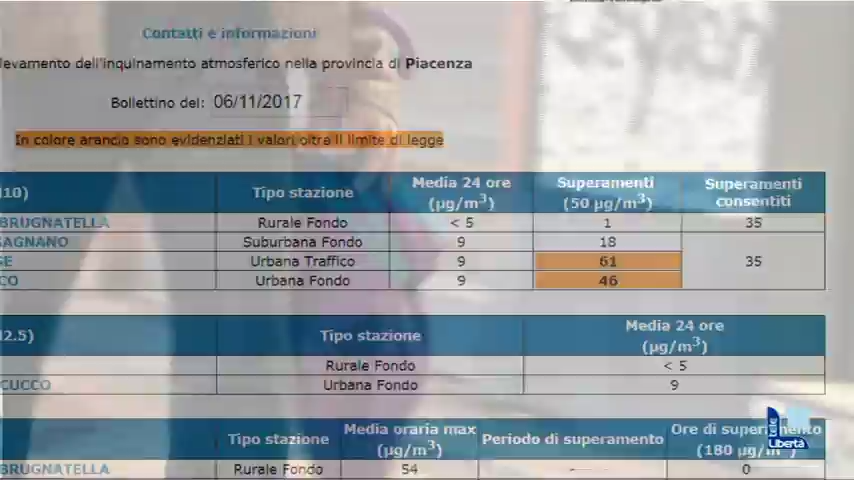 Contatti e informazioni
levamento dell'inquinamento atmosferico nella provincia di Piacenza
Bollettino del: 06/11/2017
In colore arancio sono evidenziati i valori oltre il limite di legge
10) Tipo stazione Media 24 ore (µg/m3) Superamenti (50 µg/m3) Superamenti consentiti
BRUGNATELLA Rurale Fondo < 5 1 35
GAGNANO Suburbana Fondo 9 18
SE Urbana Traffico 9 61 35
CO Urbana Fondo 9 46
2.5) Tipo stazione Media 24 ore (µg/m3)
Rurale Fondo < 5
CUCCO Urbana Fondo 9
Tipo stazione Media oraria max (µg/m3) Periodo di superamento Ore di superamento (180 µg/m3)
BRUGNATELLA Rurale Fondo 54 ---- 0
tele Libertà